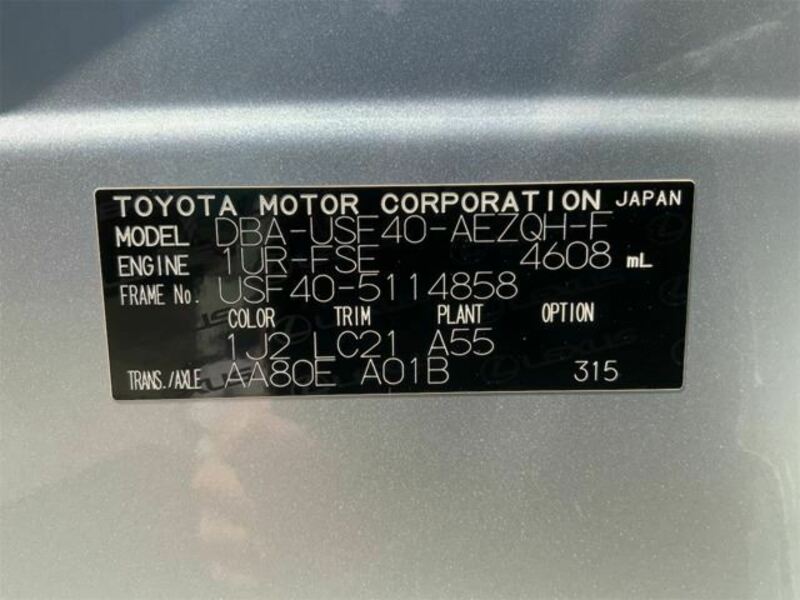 TOYOTA MOTOR CORPORATION JAPAN
MODEL DBA-USF40-AEZQH-F
ENGINE 1UR-FSE 4608 mL
FRAME No. USF40-5114858
COLOR TRIM PLANT OPTION
1J2 LC21 A55
TRANS./AXLE AA80E A01B 315
LEXUS